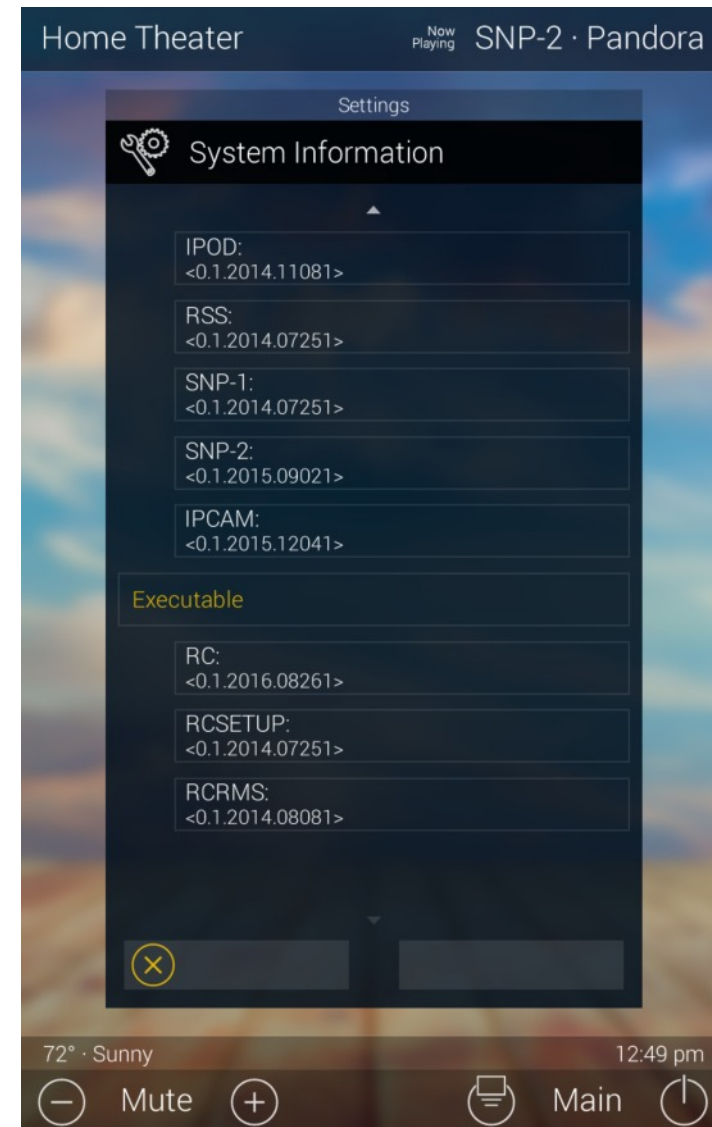 Home Theater
Now Playing
SNP-2 · Pandora
Settings
System Information
IPOD:
<0.1.2014.11081>
RSS:
<0.1.2014.07251>
SNP-1:
<0.1.2014.07251>
SNP-2:
<0.1.2015.09021>
IPCAM:
<0.1.2015.12041>
Executable
RC:
<0.1.2016.08261>
RCSETUP:
<0.1.2014.07251>
RCRMS:
<0.1.2014.08081>
72° · Sunny
12:49 pm
Mute
Main